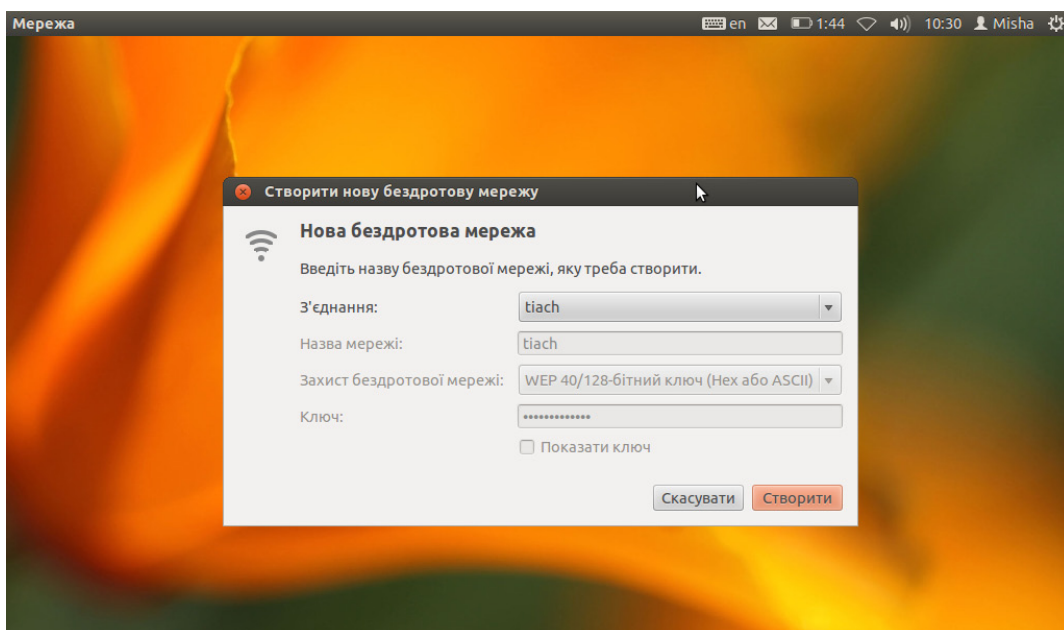 Мережа en 1:44 10:30 Misha
Створити нову бездротову мережу
Нова бездротова мережа
Введіть назву бездротової мережі, яку треба створити.
З'єднання: tiach
Назва мережі: tiach
Захист бездротової мережі: WEP 40/128-бітний ключ (Hex або ASCII)
Ключ: •••••••••••••
Показати ключ
Скасувати Створити